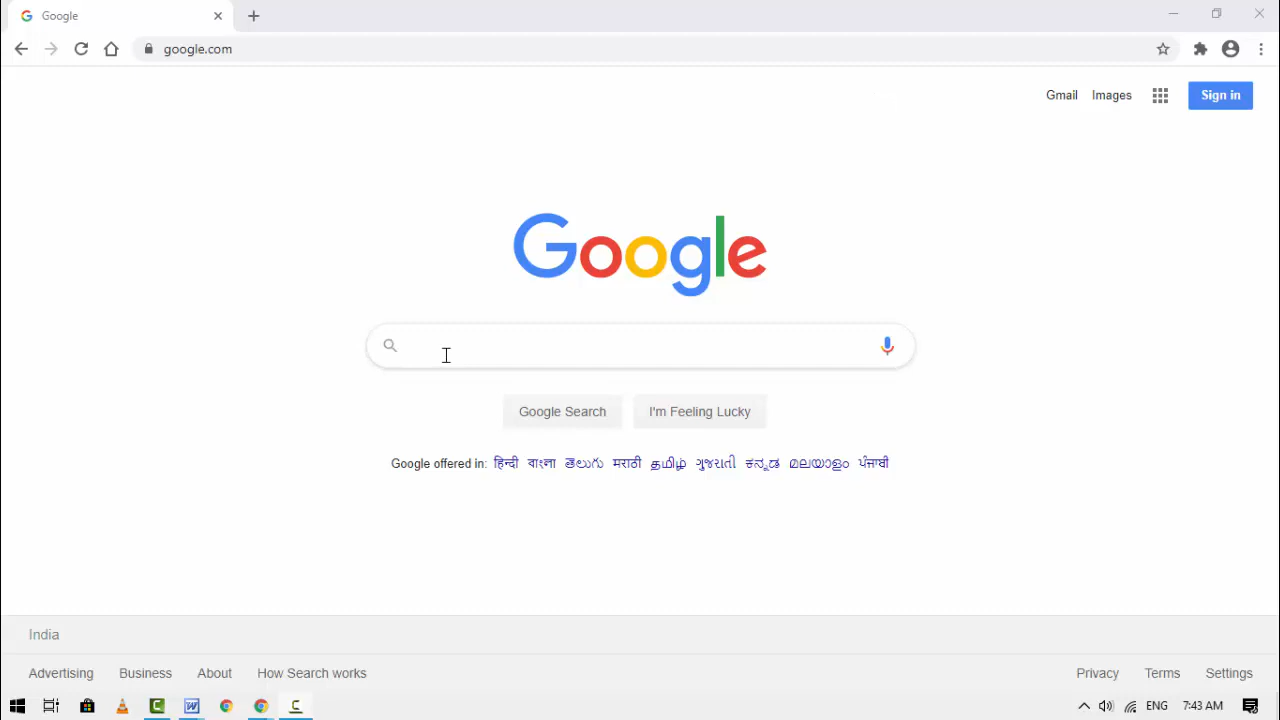 Google
google.com
Gmail Images Sign in
Google
Google Search I'm Feeling Lucky
Google offered in: हिन्दी বাংলা తెలుగు मराठी தமிழ் ગુજરાતી ಕನ್ನಡ മലയാളം ਪੰਜਾਬੀ
India
Advertising Business About How Search works Privacy Terms Settings
ENG 7:43 AM